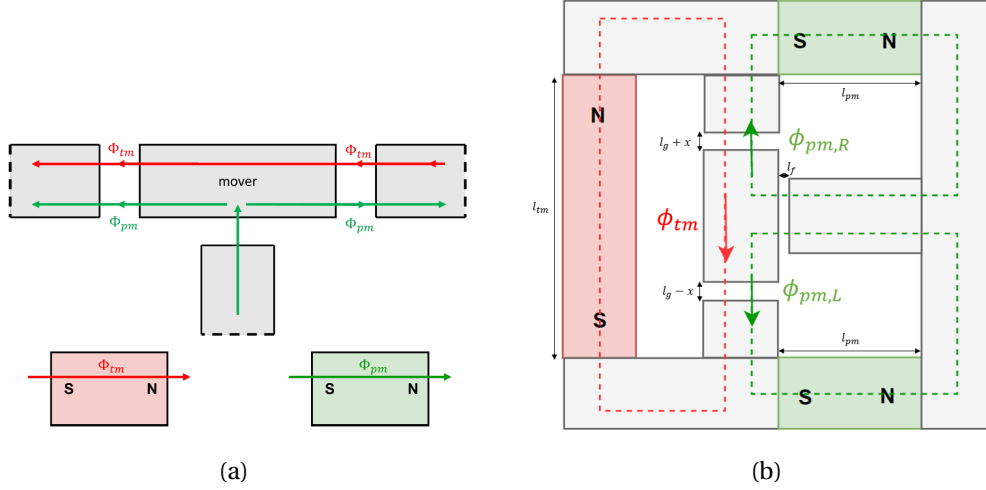 Φtm
Φtm
mover
Φpm
Φpm
Φtm
S
N
Φpm
S
N
(a)
S
N
lpm
N
lg + x
ϕpm,R
lf
ltm
ϕtm
lg − x
ϕpm,L
S
lpm
S
N
(b)